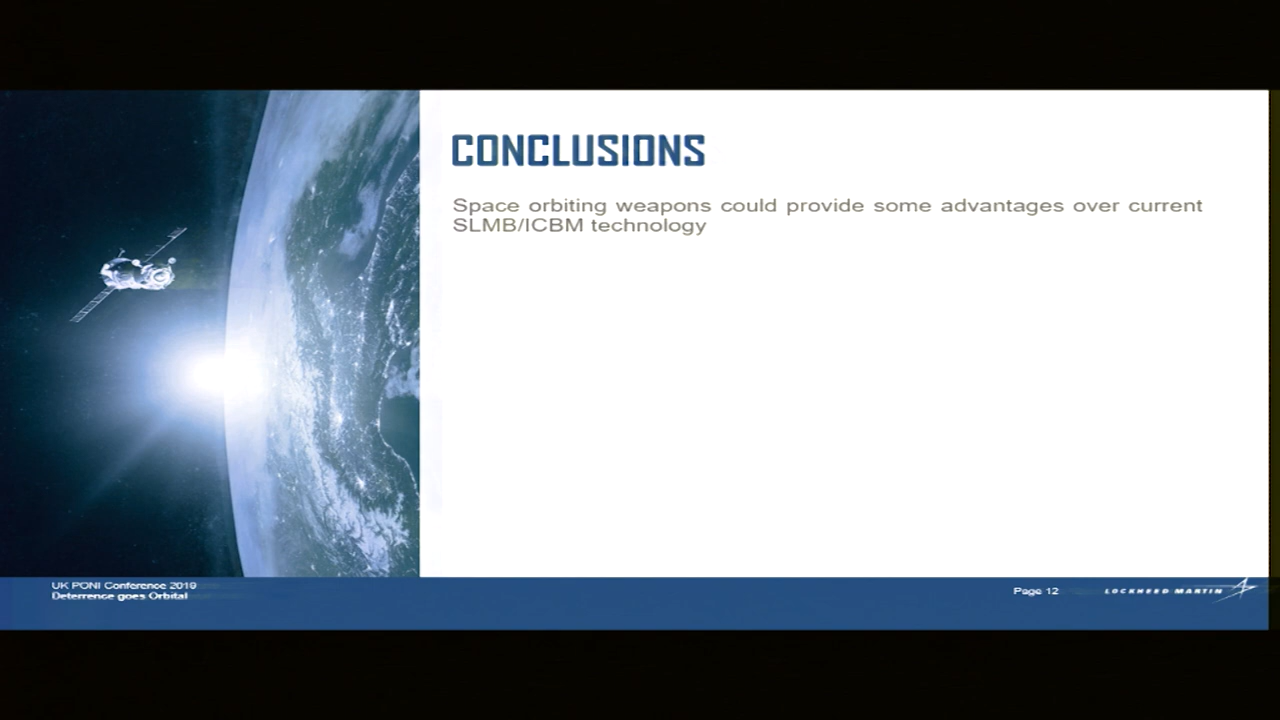 CONCLUSIONS
Space orbiting weapons could provide some advantages over current
SLMB/ICBM technology
UK PONI Conference 2019
Deterrence goes Orbital
Page 12
LOCKHEED MARTIN